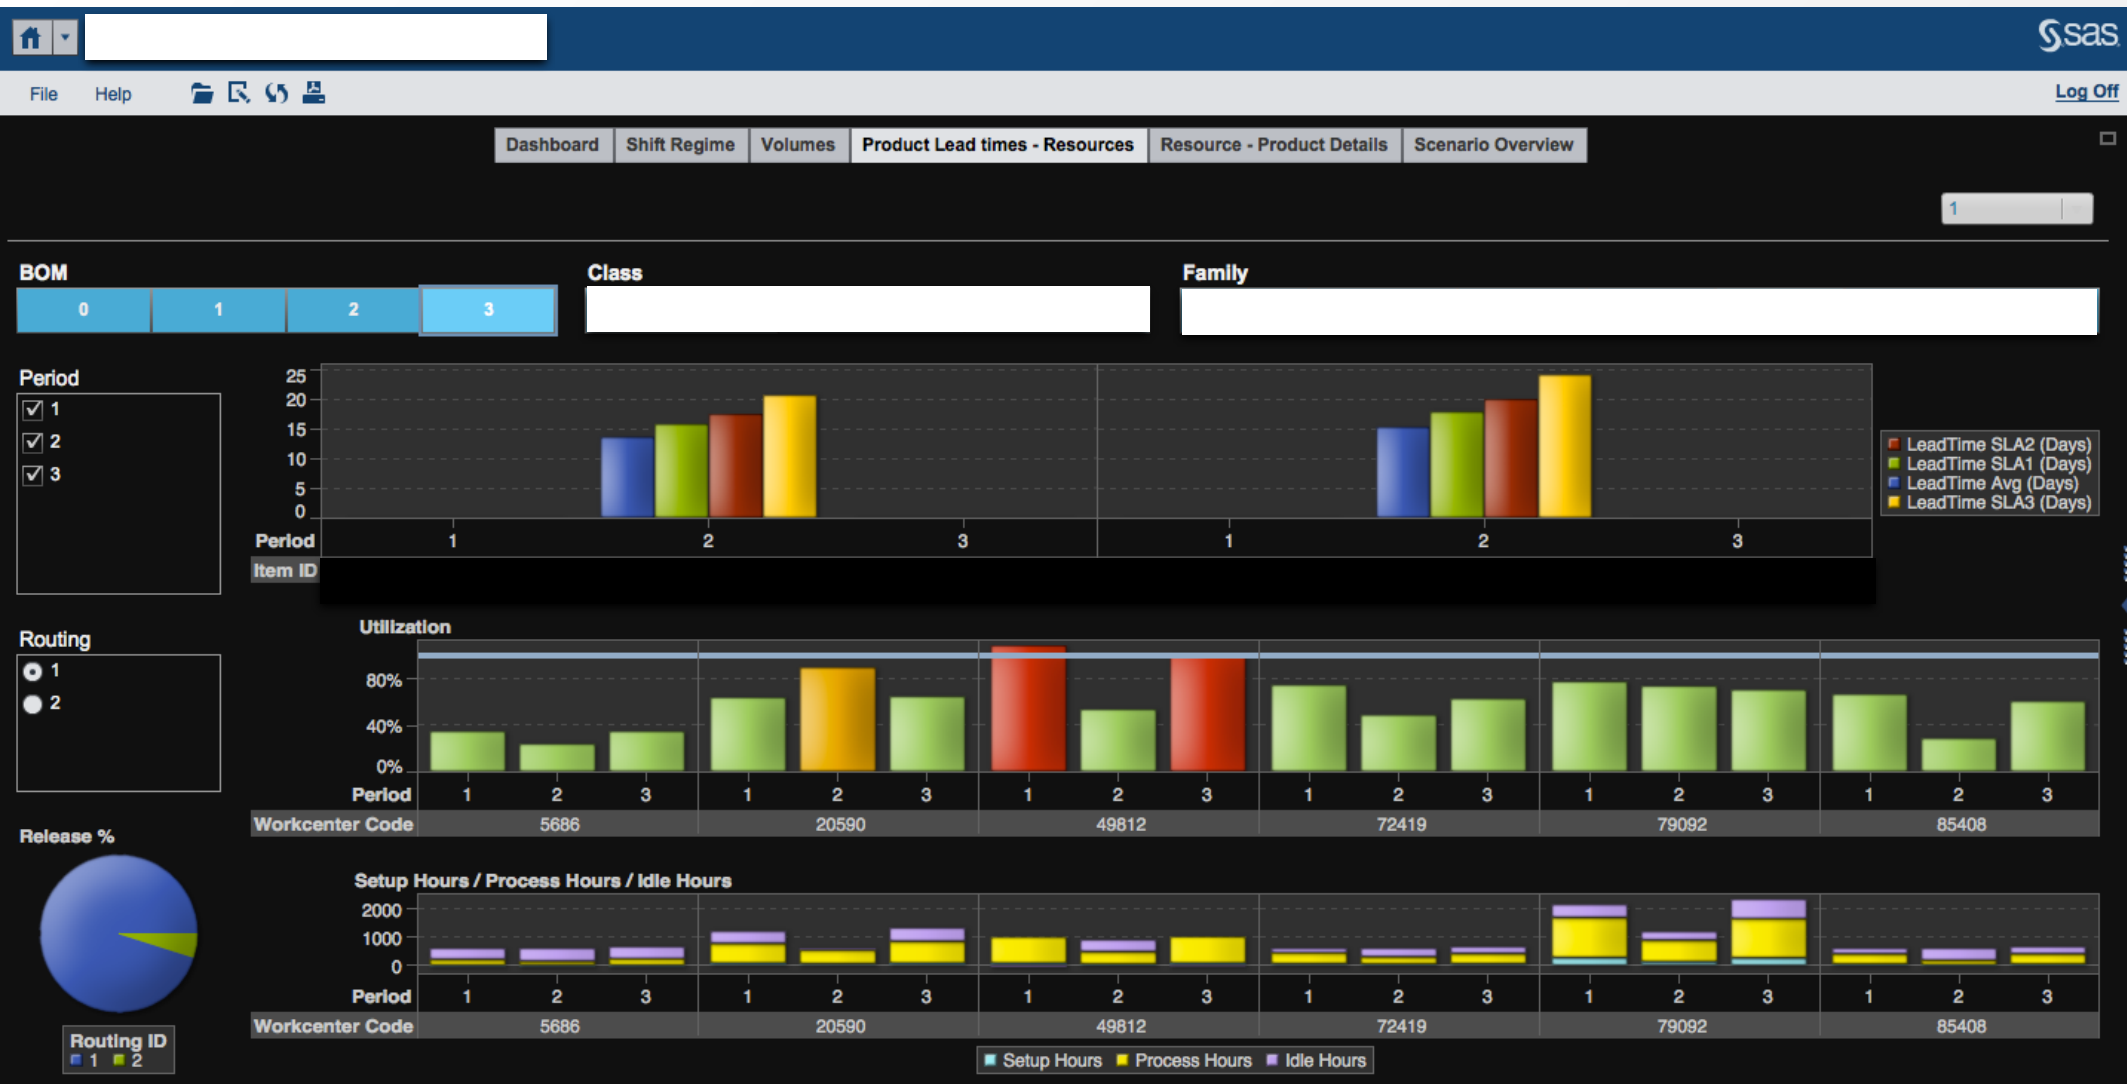 sas
File Help Log Off
Dashboard Shift Regime Volumes Product Lead times - Resources Resource - Product Details Scenario Overview
1
BOM Class Family
0 1 2 3
Period
1
2
3
25
20
15
10
5
0
Period 1 2 3 1 2 3
Item ID
LeadTime SLA2 (Days)
LeadTime SLA1 (Days)
LeadTime Avg (Days)
LeadTime SLA3 (Days)
Routing
1
2
Utilization
80%
40%
0%
Period 1 2 3 1 2 3 1 2 3 1 2 3 1 2 3 1 2 3
Workcenter Code 5686 20590 49812 72419 79092 85408
Release %
Routing ID
1 2
Setup Hours / Process Hours / Idle Hours
2000
1000
0
Period 1 2 3 1 2 3 1 2 3 1 2 3 1 2 3 1 2 3
Workcenter Code 5686 20590 49812 72419 79092 85408
Setup Hours Process Hours Idle Hours